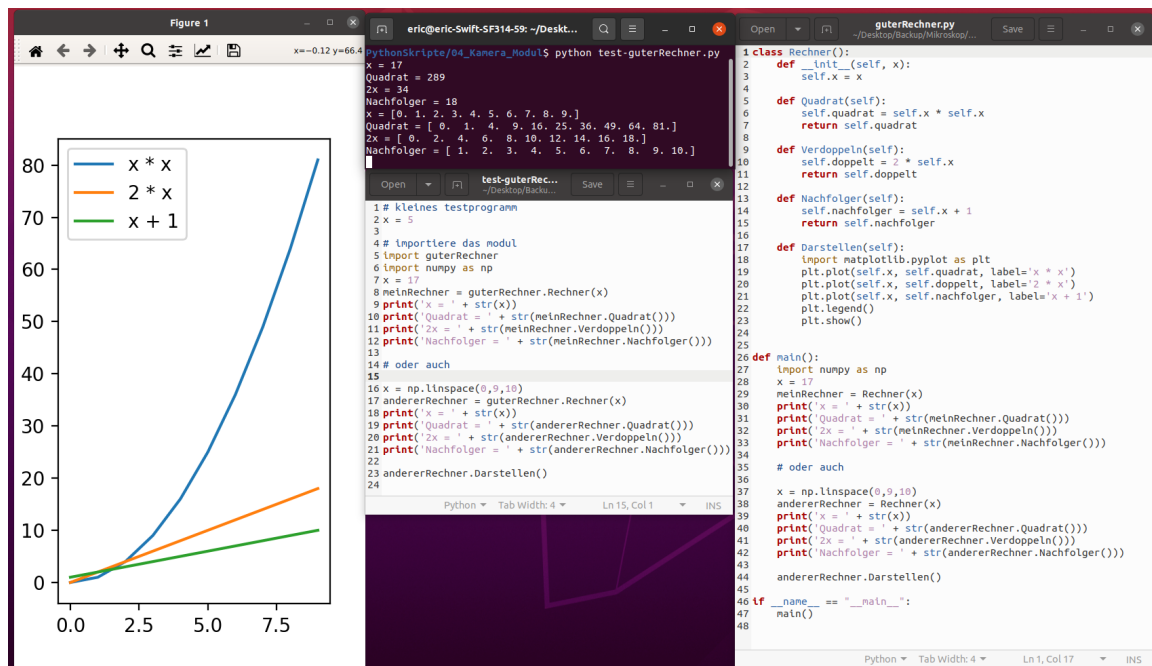 Figure 1
x=−0.12 y=66.4
80
70
60
50
40
30
20
10
0
0.0 2.5 5.0 7.5
x * x
2 * x
x + 1
eric@eric-Swift-SF314-59: ~/Deskt...
PythonSkripte/04_Kamera_Modul$ python test-guterRechner.py
x = 17
Quadrat = 289
2x = 34
Nachfolger = 18
x = [0. 1. 2. 3. 4. 5. 6. 7. 8. 9.]
Quadrat = [ 0.  1.  4.  9. 16. 25. 36. 49. 64. 81.]
2x = [ 0.  2.  4.  6.  8. 10. 12. 14. 16. 18.]
Nachfolger = [ 1.  2.  3.  4.  5.  6.  7.  8.  9. 10.]
Open test-guterRec... Save
~/Desktop/Backu...
1 # kleines testprogramm
2 x = 5
3
4 # importiere das modul
5 import guterRechner
6 import numpy as np
7 x = 17
8 meinRechner = guterRechner.Rechner(x)
9 print('x = ' + str(x))
10 print('Quadrat = ' + str(meinRechner.Quadrat()))
11 print('2x = ' + str(meinRechner.Verdoppeln()))
12 print('Nachfolger = ' + str(meinRechner.Nachfolger()))
13
14 # oder auch
15
16 x = np.linspace(0,9,10)
17 andererRechner = guterRechner.Rechner(x)
18 print('x = ' + str(x))
19 print('Quadrat = ' + str(andererRechner.Quadrat()))
20 print('2x = ' + str(andererRechner.Verdoppeln()))
21 print('Nachfolger = ' + str(andererRechner.Nachfolger()))
22
23 andererRechner.Darstellen()
24
Python Tab Width: 4 Ln 15, Col 1 INS
Open guterRechner.py Save
~/Desktop/Backup/Mikroskop/...
1 class Rechner():
2     def __init__(self, x):
3         self.x = x
4
5     def Quadrat(self):
6         self.quadrat = self.x * self.x
7         return self.quadrat
8
9     def Verdoppeln(self):
10         self.doppelt = 2 * self.x
11         return self.doppelt
12
13     def Nachfolger(self):
14         self.nachfolger = self.x + 1
15         return self.nachfolger
16
17     def Darstellen(self):
18         import matplotlib.pyplot as plt
19         plt.plot(self.x, self.quadrat, label='x * x')
20         plt.plot(self.x, self.doppelt, label='2 * x')
21         plt.plot(self.x, self.nachfolger, label='x + 1')
22         plt.legend()
23         plt.show()
24
25
26 def main():
27     import numpy as np
28     x = 17
29     meinRechner = Rechner(x)
30     print('x = ' + str(x))
31     print('Quadrat = ' + str(meinRechner.Quadrat()))
32     print('2x = ' + str(meinRechner.Verdoppeln()))
33     print('Nachfolger = ' + str(meinRechner.Nachfolger()))
34
35     # oder auch
36
37     x = np.linspace(0,9,10)
38     andererRechner = Rechner(x)
39     print('x = ' + str(x))
40     print('Quadrat = ' + str(andererRechner.Quadrat()))
41     print('2x = ' + str(andererRechner.Verdoppeln()))
42     print('Nachfolger = ' + str(andererRechner.Nachfolger()))
43
44     andererRechner.Darstellen()
45
46 if __name__ == "__main__":
47     main()
48
Python Tab Width: 4 Ln 1, Col 17 INS